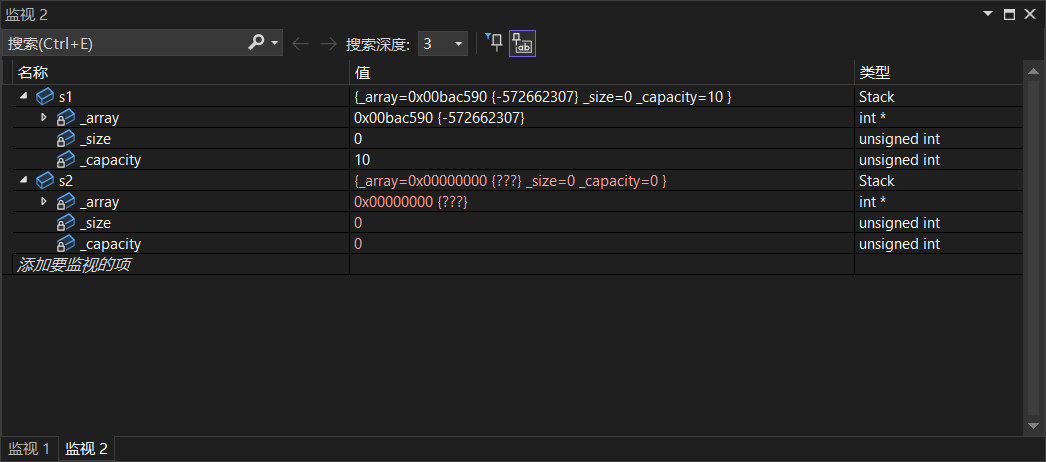 监视 2
搜索(Ctrl+E) 搜索深度: 3
名称 值 类型
s1 {_array=0x00bac590 {-572662307} _size=0 _capacity=10 } Stack
_array 0x00bac590 {-572662307} int *
_size 0 unsigned int
_capacity 10 unsigned int
s2 {_array=0x00000000 {???} _size=0 _capacity=0 } Stack
_array 0x00000000 {???} int *
_size 0 unsigned int
_capacity 0 unsigned int
添加要监视的项
监视 1 监视 2